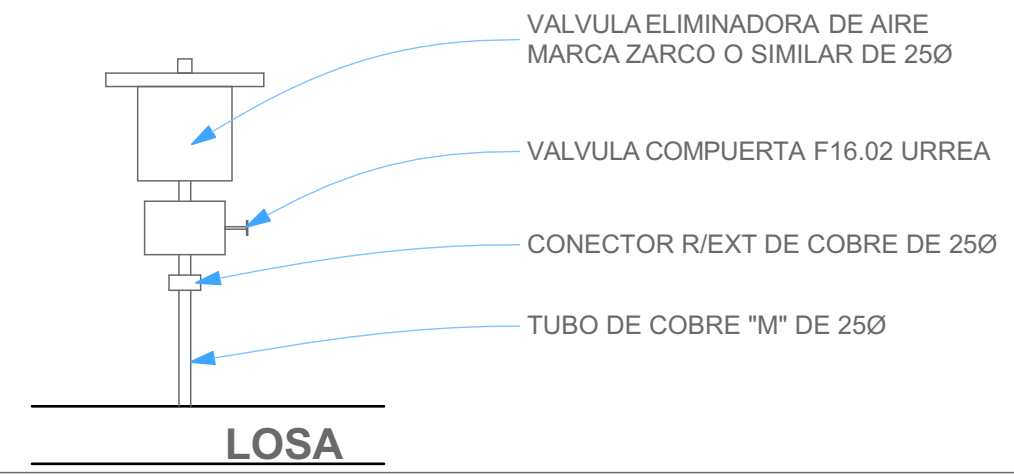 VALVULA ELIMINADORA DE AIRE
MARCA ZARCO O SIMILAR DE 25Ø
VALVULA COMPUERTA F16.02 URREA
CONECTOR R/EXT DE COBRE DE 25Ø
TUBO DE COBRE "M" DE 25Ø
LOSA